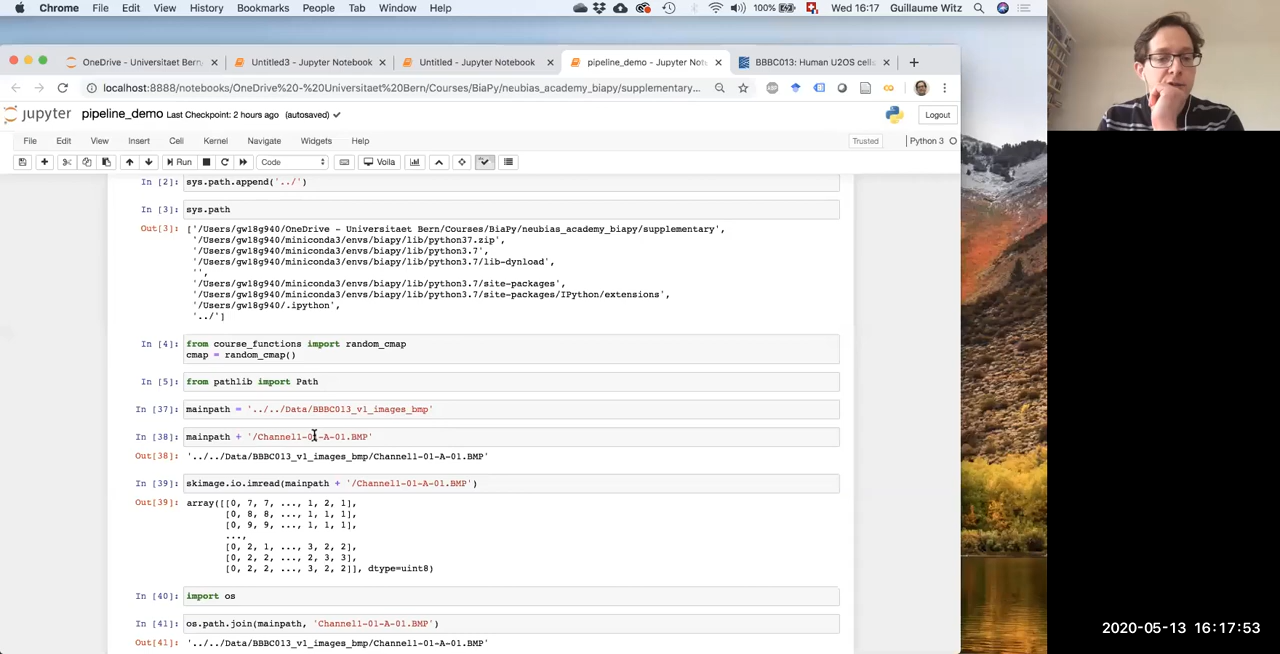 Chrome File Edit View History Bookmarks People Tab Window Help 100% Wed 16:17 Guillaume Witz
OneDrive - Universitaet Bern/ Untitled3 - Jupyter Notebook Untitled - Jupyter Notebook pipeline_demo - Jupyter Not BBBC013: Human U2OS cells
localhost:8888/notebooks/OneDrive%20-%20Universitaet%20Bern/Courses/BiaPy/neubias_academy_biapy/supplementary...
jupyter pipeline_demo Last Checkpoint: 2 hours ago (autosaved) Logout
File Edit View Insert Cell Kernel Navigate Widgets Help Trusted Python 3
Run Code Voila
In [2]: sys.path.append('../')
In [3]: sys.path
Out[3]: ['/Users/gw18g940/OneDrive - Universitaet Bern/Courses/BiaPy/neubias_academy_biapy/supplementary',
'/Users/gw18g940/miniconda3/envs/biapy/lib/python37.zip',
'/Users/gw18g940/miniconda3/envs/biapy/lib/python3.7',
'/Users/gw18g940/miniconda3/envs/biapy/lib/python3.7/lib-dynload',
'',
'/Users/gw18g940/miniconda3/envs/biapy/lib/python3.7/site-packages',
'/Users/gw18g940/miniconda3/envs/biapy/lib/python3.7/site-packages/IPython/extensions',
'/Users/gw18g940/.ipython',
'../']
In [4]: from course_functions import random_cmap
cmap = random_cmap()
In [5]: from pathlib import Path
In [37]: mainpath = '../../Data/BBBC013_v1_images_bmp'
In [38]: mainpath + '/Channel1-01-A-01.BMP'
Out[38]: '../../Data/BBBC013_v1_images_bmp/Channel1-01-A-01.BMP'
In [39]: skimage.io.imread(mainpath + '/Channel1-01-A-01.BMP')
Out[39]: array([[0, 7, 7, ..., 1, 2, 1],
[0, 8, 8, ..., 1, 1, 1],
[0, 9, 9, ..., 1, 1, 1],
...,
[0, 2, 1, ..., 3, 2, 2],
[0, 2, 2, ..., 2, 3, 3],
[0, 2, 2, ..., 3, 2, 2]], dtype=uint8)
In [40]: import os
In [41]: os.path.join(mainpath, 'Channel1-01-A-01.BMP')
Out[41]: '../../Data/BBBC013_v1_images_bmp/Channel1-01-A-01.BMP'
2020-05-13 16:17:53